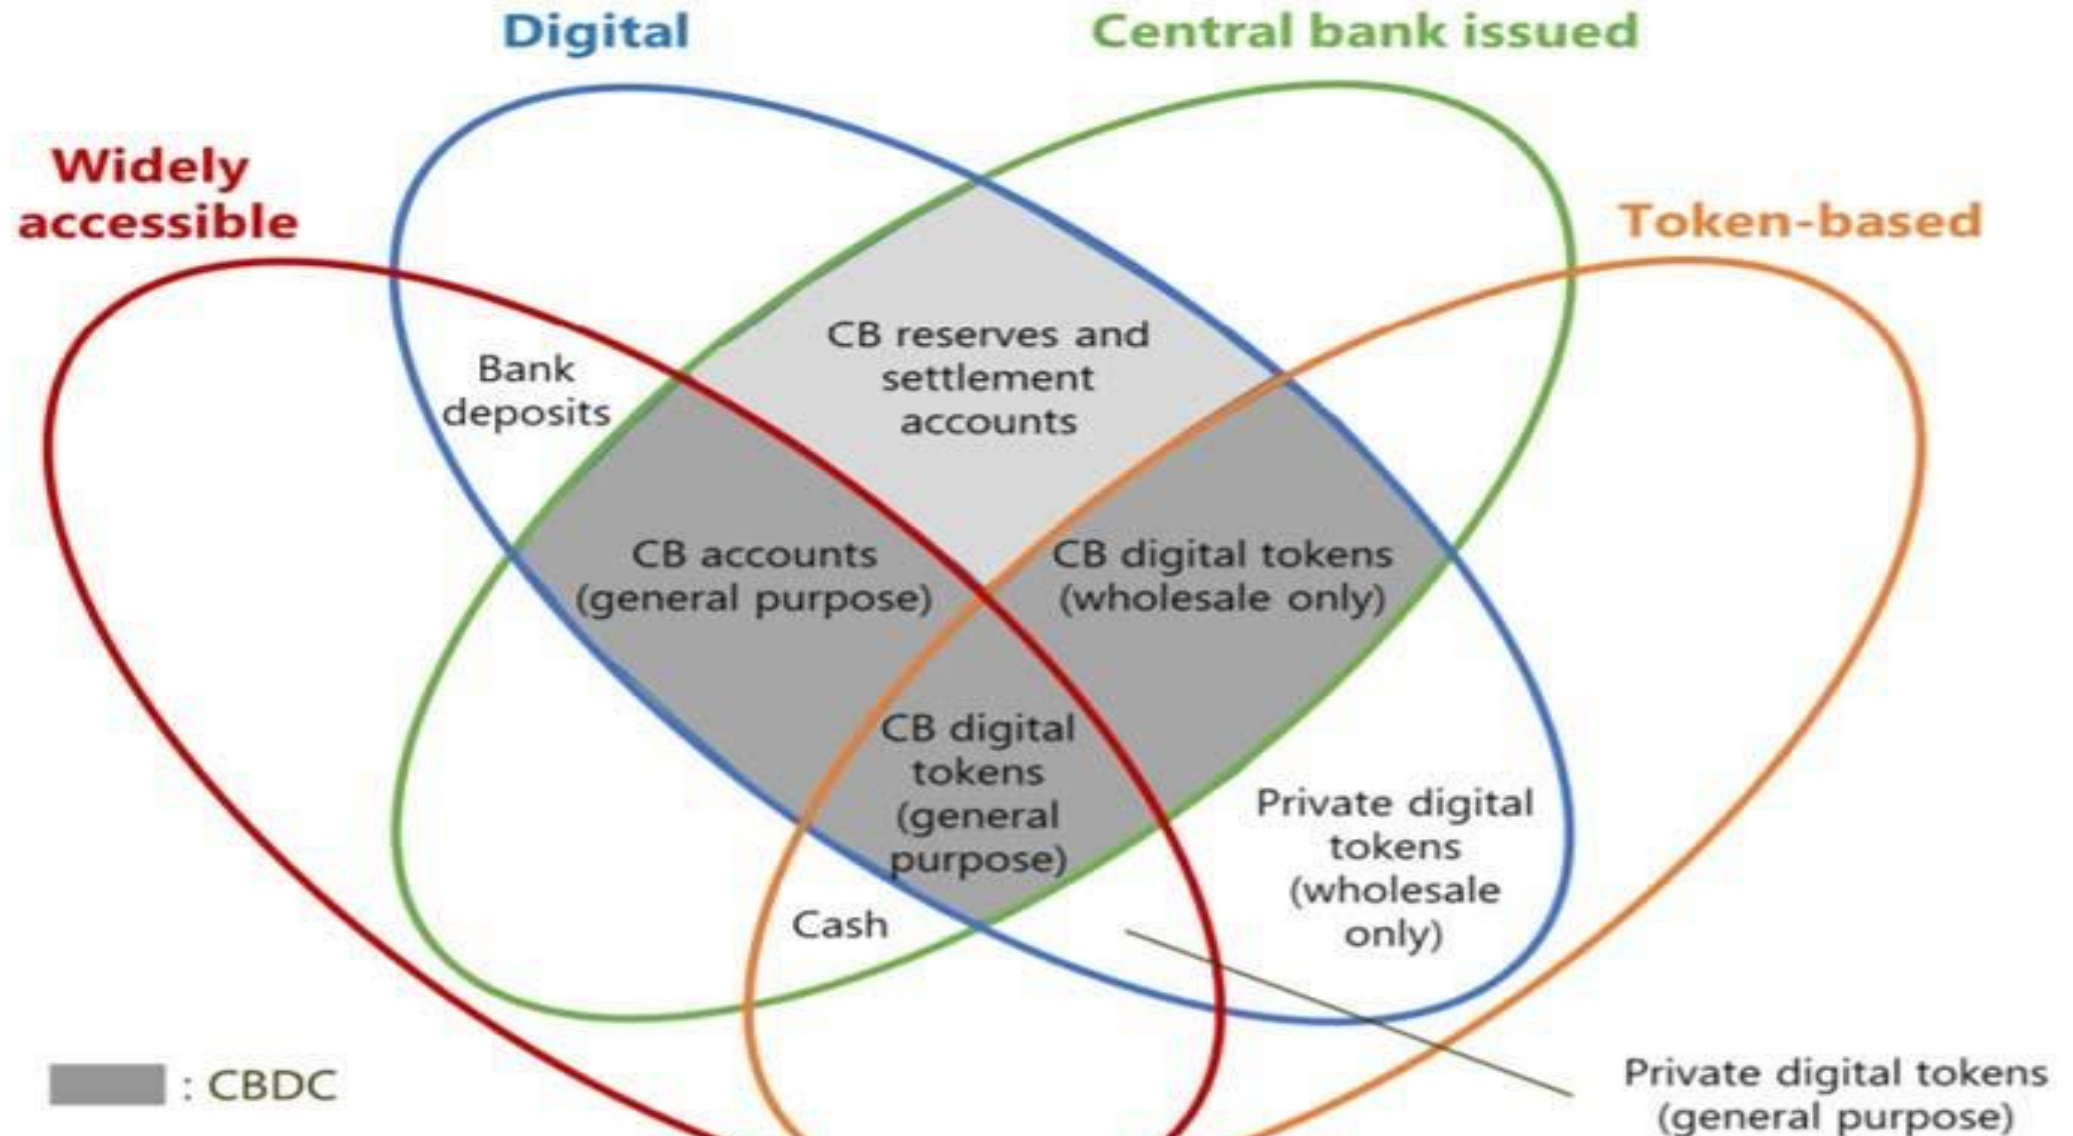 Digital
Central bank issued
Widely
accessible
Token-based
CB reserves and
settlement
accounts
Bank
deposits
CB accounts
(general purpose)
CB digital tokens
(wholesale only)
CB digital
tokens
(general
purpose)
Private digital
tokens
(wholesale
only)
Cash
: CBDC
Private digital tokens
(general purpose)